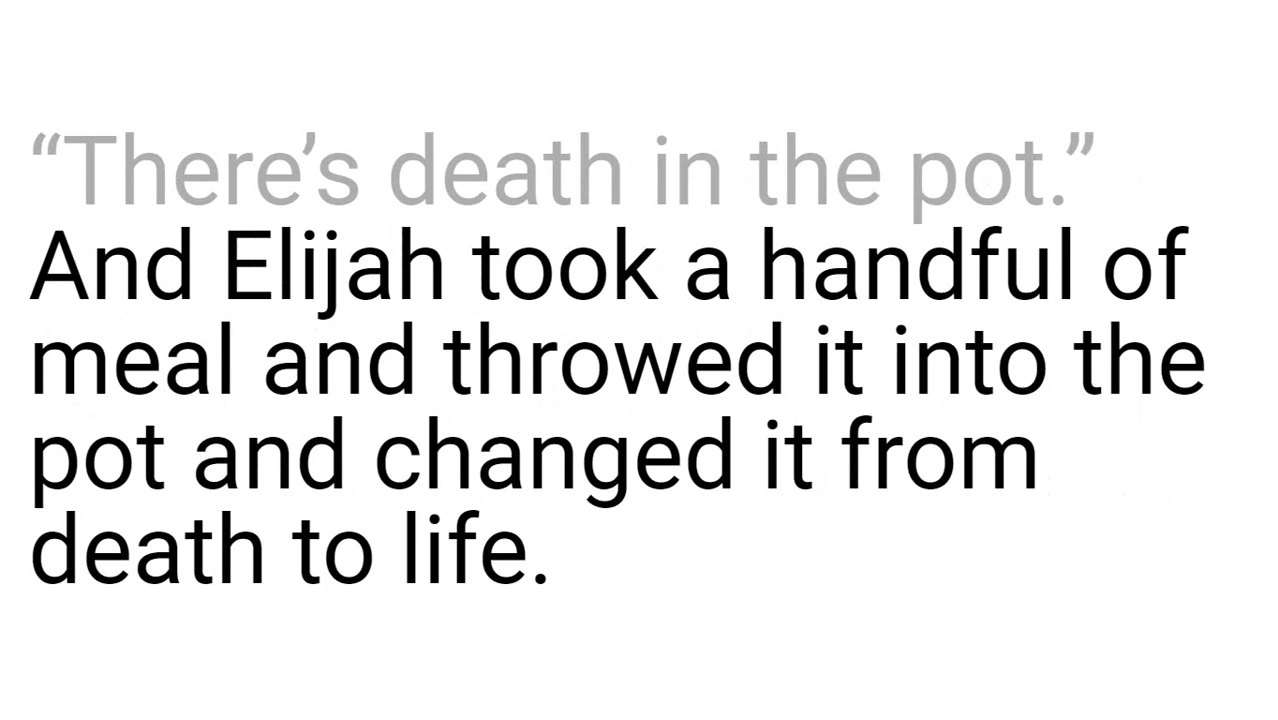 “There’s death in the pot.”
And Elijah took a handful of
meal and throwed it into the
pot and changed it from
death to life.